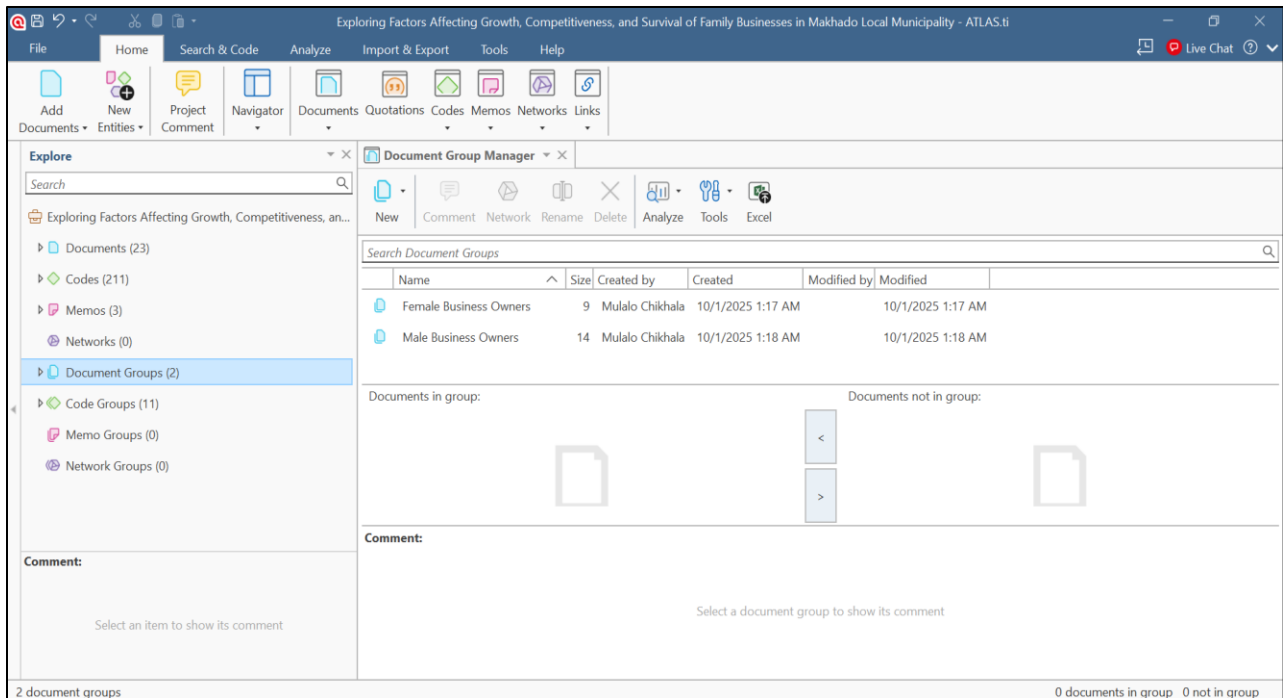 Exploring Factors Affecting Growth, Competitiveness, and Survival of Family Businesses in Makhado Local Municipality - ATLAS.ti
File Home Search & Code Analyze Import & Export Tools Help Live Chat
Add Documents New Entities Project Comment Navigator Documents Quotations Codes Memos Networks Links
Explore
Search
Exploring Factors Affecting Growth, Competitiveness, an...
Documents (23)
Codes (211)
Memos (3)
Networks (0)
Document Groups (2)
Code Groups (11)
Memo Groups (0)
Network Groups (0)
Comment:
Select an item to show its comment
Document Group Manager
New Comment Network Rename Delete Analyze Tools Excel
Search Document Groups
Name Size Created by Created Modified by Modified
Female Business Owners 9 Mulalo Chikhala 10/1/2025 1:17 AM 10/1/2025 1:17 AM
Male Business Owners 14 Mulalo Chikhala 10/1/2025 1:18 AM 10/1/2025 1:18 AM
Documents in group: Documents not in group:
<
>
Comment:
Select a document group to show its comment
2 document groups 0 documents in group 0 not in group